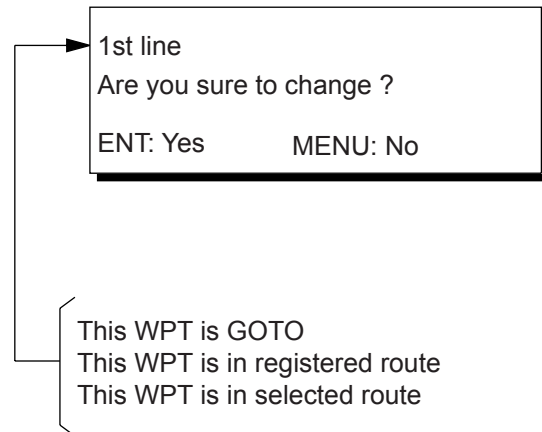 1st line
Are you sure to change ?
ENT: Yes MENU: No
This WPT is GOTO
This WPT is in registered route
This WPT is in selected route